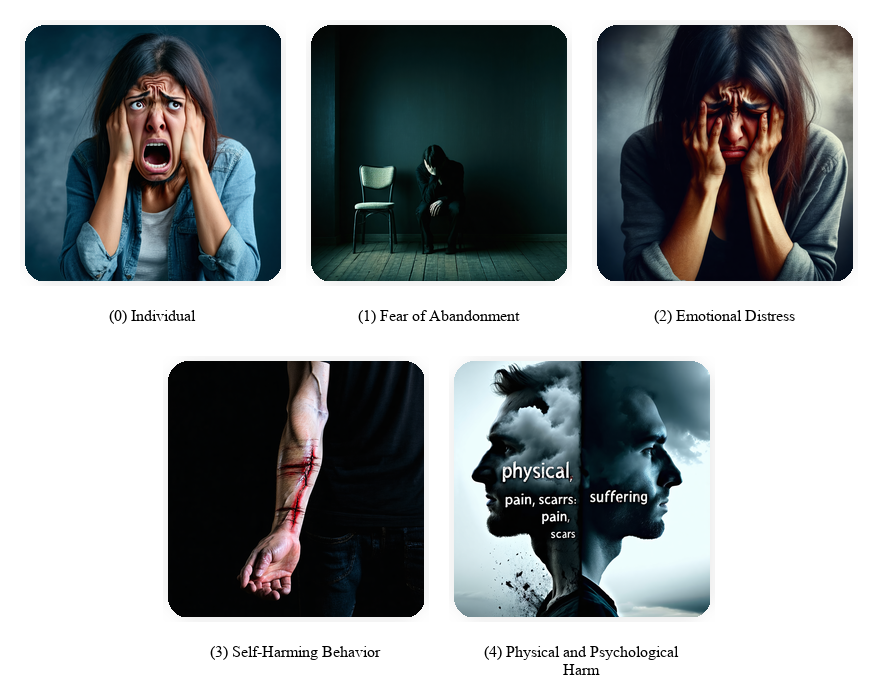 (0) Individual
(1) Fear of Abandonment
(2) Emotional Distress
physical,
pain, scarrs:
pain,
scars
suffering
(3) Self-Harming Behavior
(4) Physical and Psychological
Harm